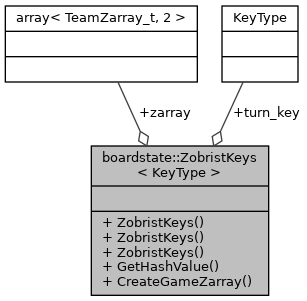 array< TeamZarray_t, 2 >
KeyType
+zarray
+turn_key
boardstate::ZobristKeys
< KeyType >
+ ZobristKeys()
+ ZobristKeys()
+ ZobristKeys()
+ GetHashValue()
+ CreateGameZarray()